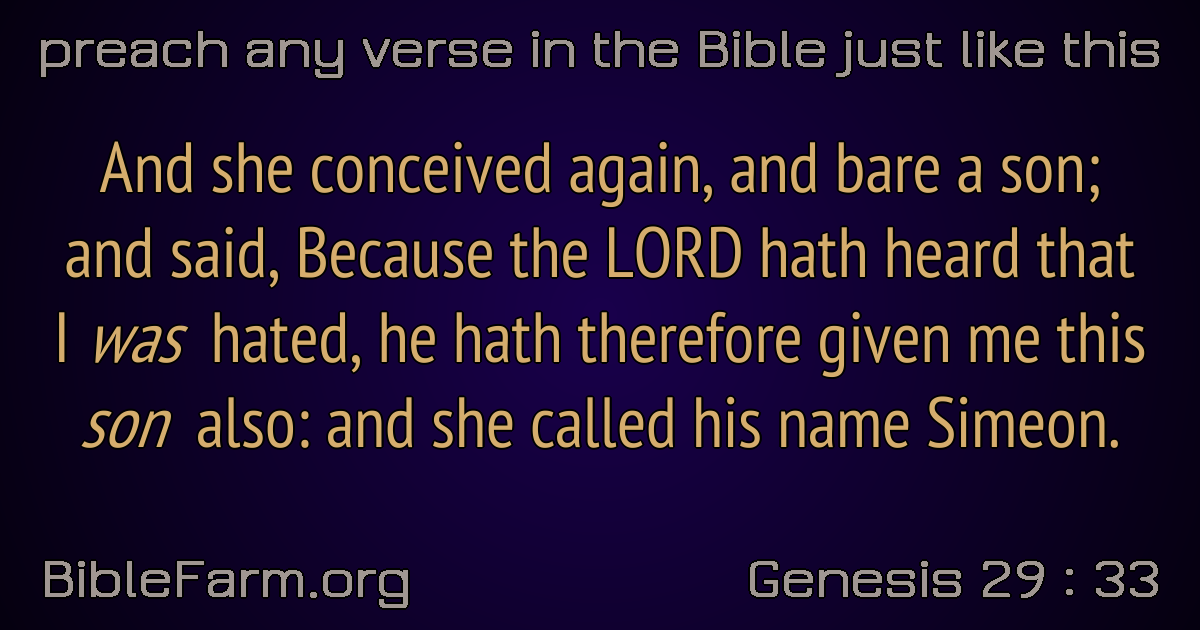 preach any verse in the Bible just like this
And she conceived again, and bare a son;
and said, Because the LORD hath heard that
I was hated, he hath therefore given me this
son also: and she called his name Simeon.
BibleFarm.org
Genesis 29 : 33